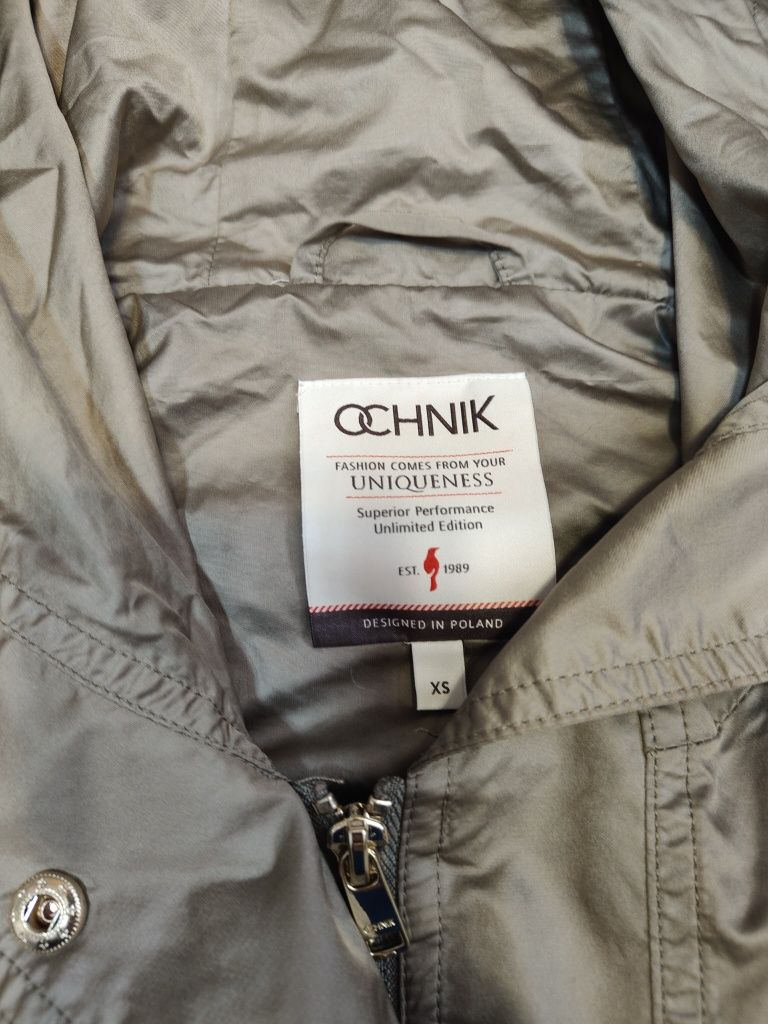 OCHNIK
FASHION COMES FROM YOUR
UNIQUENESS
Superior Performance
Unlimited Edition
EST. 1989
DESIGNED IN POLAND
XS